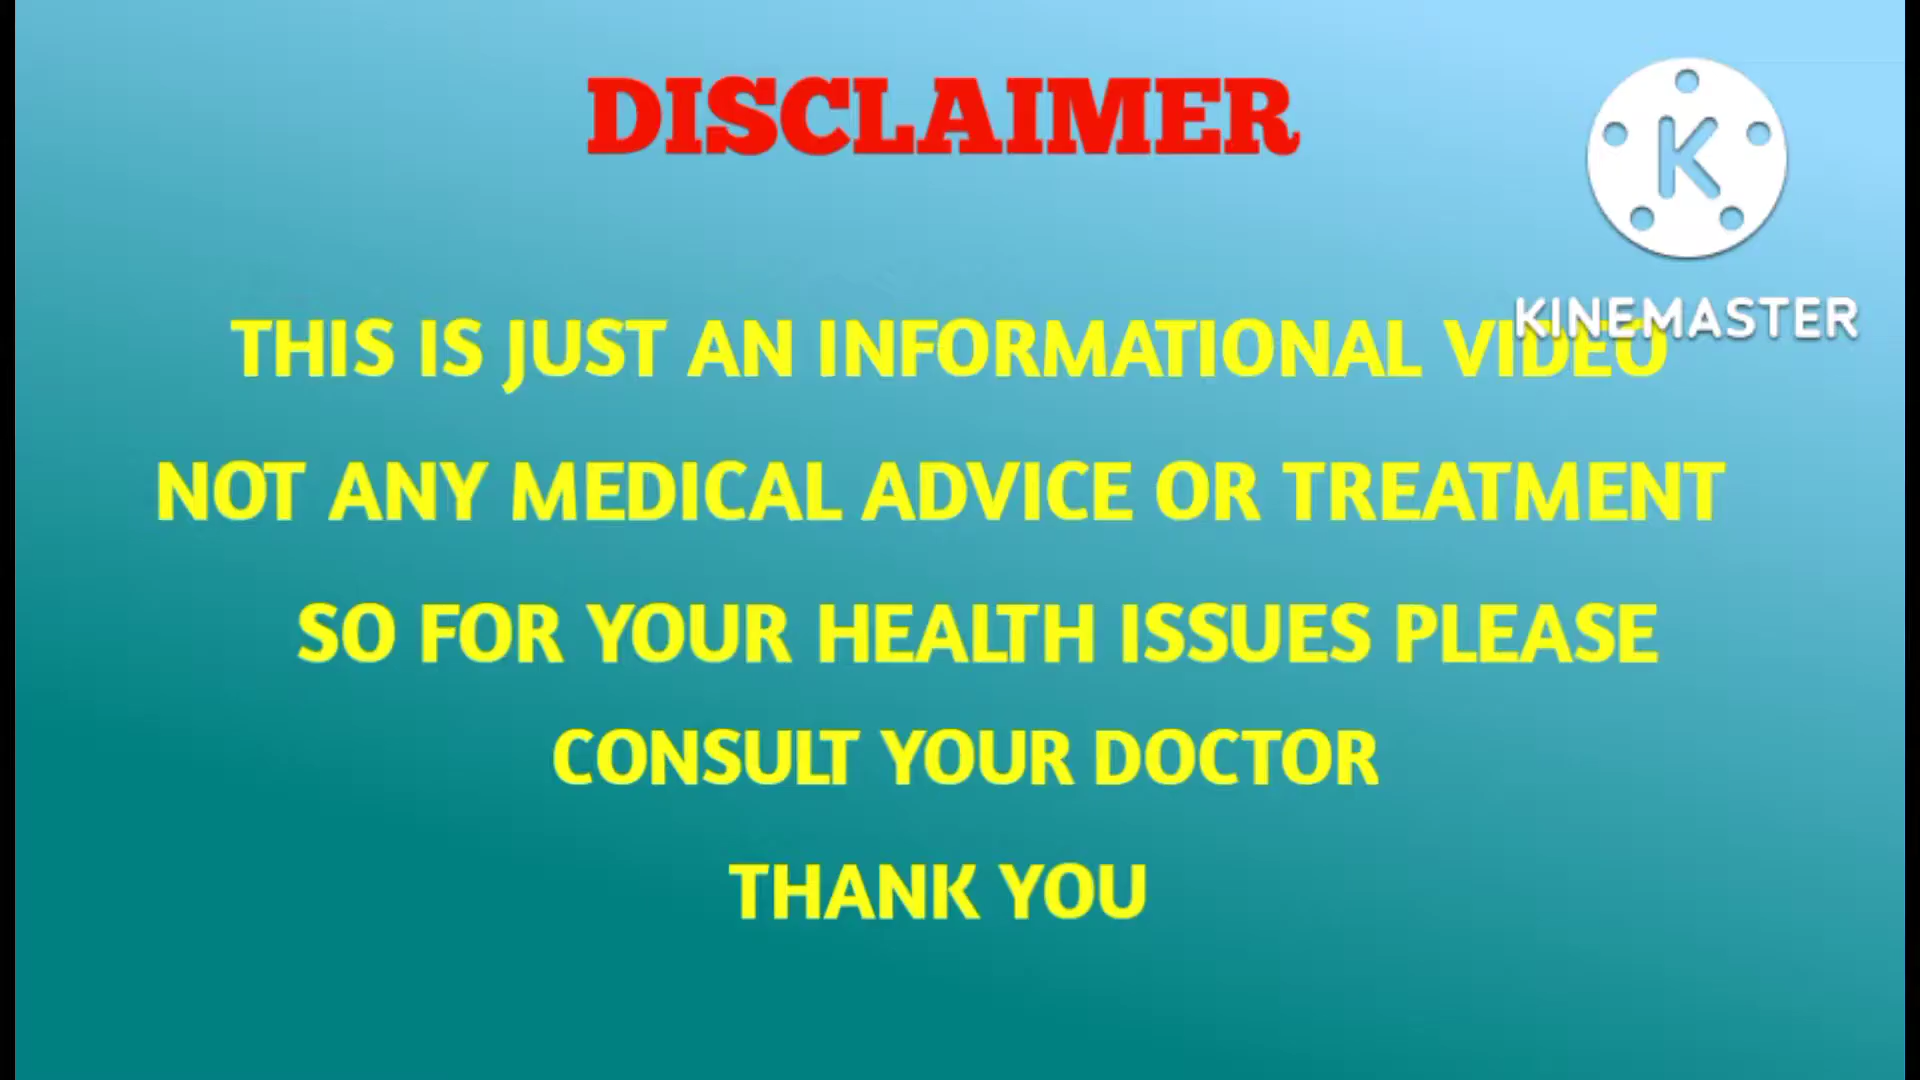 DISCLAIMER
K
KINEMASTER
THIS IS JUST AN INFORMATIONAL VIDEO
NOT ANY MEDICAL ADVICE OR TREATMENT
SO FOR YOUR HEALTH ISSUES PLEASE
CONSULT YOUR DOCTOR
THANK YOU